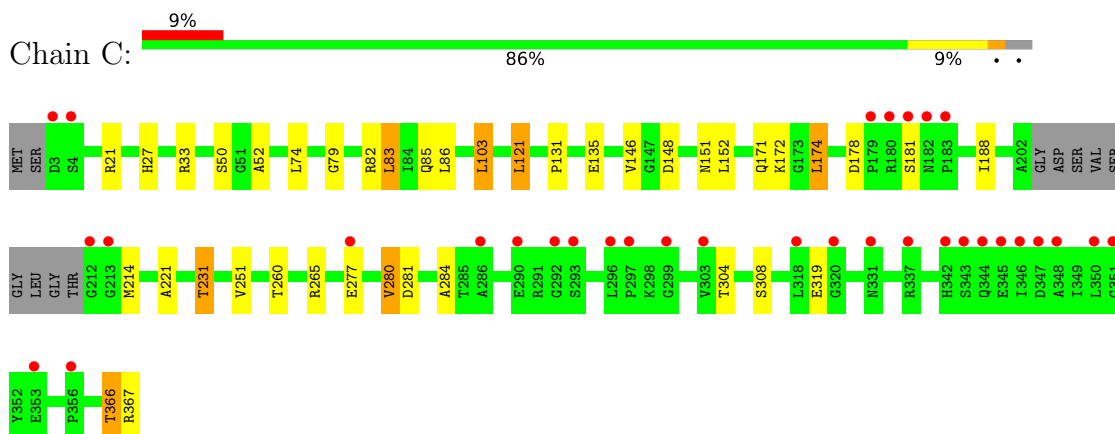 9%
Chain C:
86% 9% • •
MET SER D3 S4 R21 H27 R33 S50 G51 A52 L74 G79 R82 L83 I84 Q85 L86 L103 L121 P131 E135 V146 G147 D148 N151 L152 Q171 K172 G173 L174 D178 P179 R180 S181 N182 P183 I188 A202 GLY ASP SER VAL SER
GLY LEU GLY THR G212 G213 M214 A221 T231 V251 T260 R265 E277 V280 D281 A284 T285 A286 E290 R291 G292 S293 L296 P297 K298 G299 V303 T304 S308 L318 E319 G320 N331 R337 H342 S343 Q344 E345 I346 D347 A348 I349 L350 G351
Y352 E353 P356 T366 R367